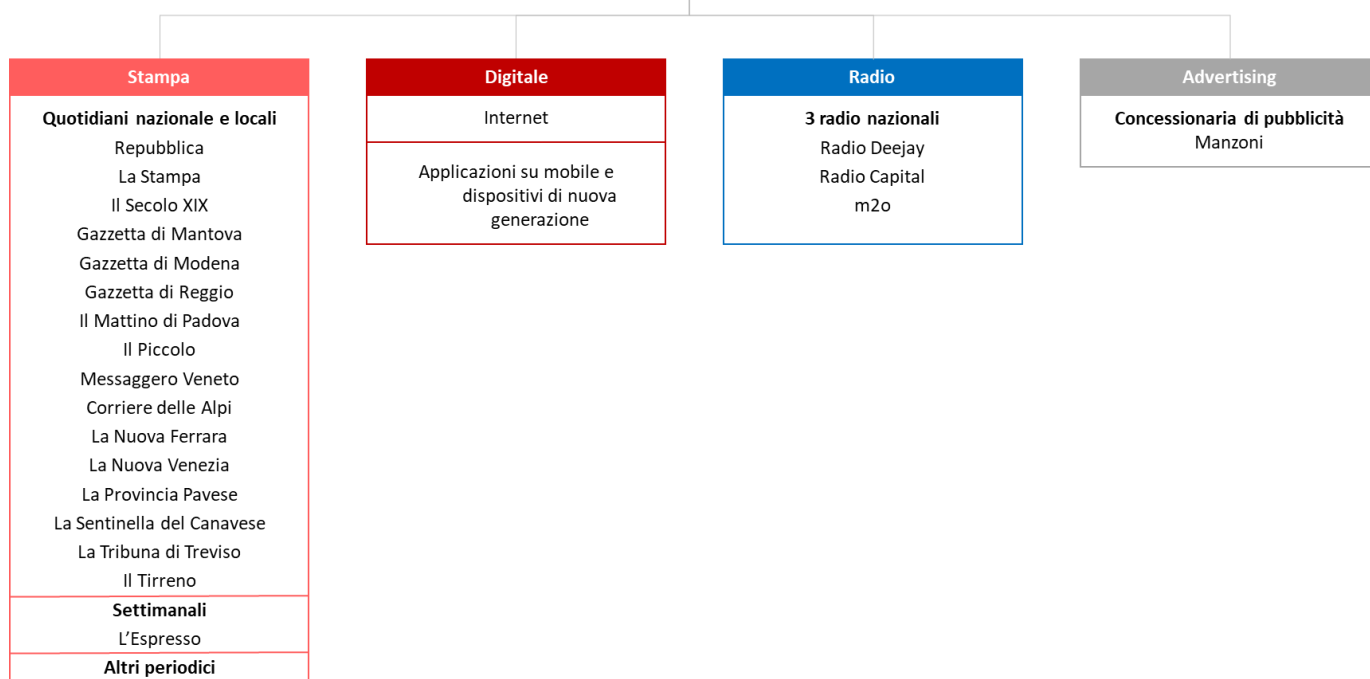 Stampa
Quotidiani nazionale e locali
Repubblica
La Stampa
Il Secolo XIX
Gazzetta di Mantova
Gazzetta di Modena
Gazzetta di Reggio
Il Mattino di Padova
Il Piccolo
Messaggero Veneto
Corriere delle Alpi
La Nuova Ferrara
La Nuova Venezia
La Provincia Pavese
La Sentinella del Canavese
La Tribuna di Treviso
Il Tirreno
Settimanali
L'Espresso
Altri periodici
Digitale
Internet
Applicazioni su mobile e
dispositivi di nuova
generazione
Radio
3 radio nazionali
Radio Deejay
Radio Capital
m2o
Advertising
Concessionaria di pubblicità
Manzoni